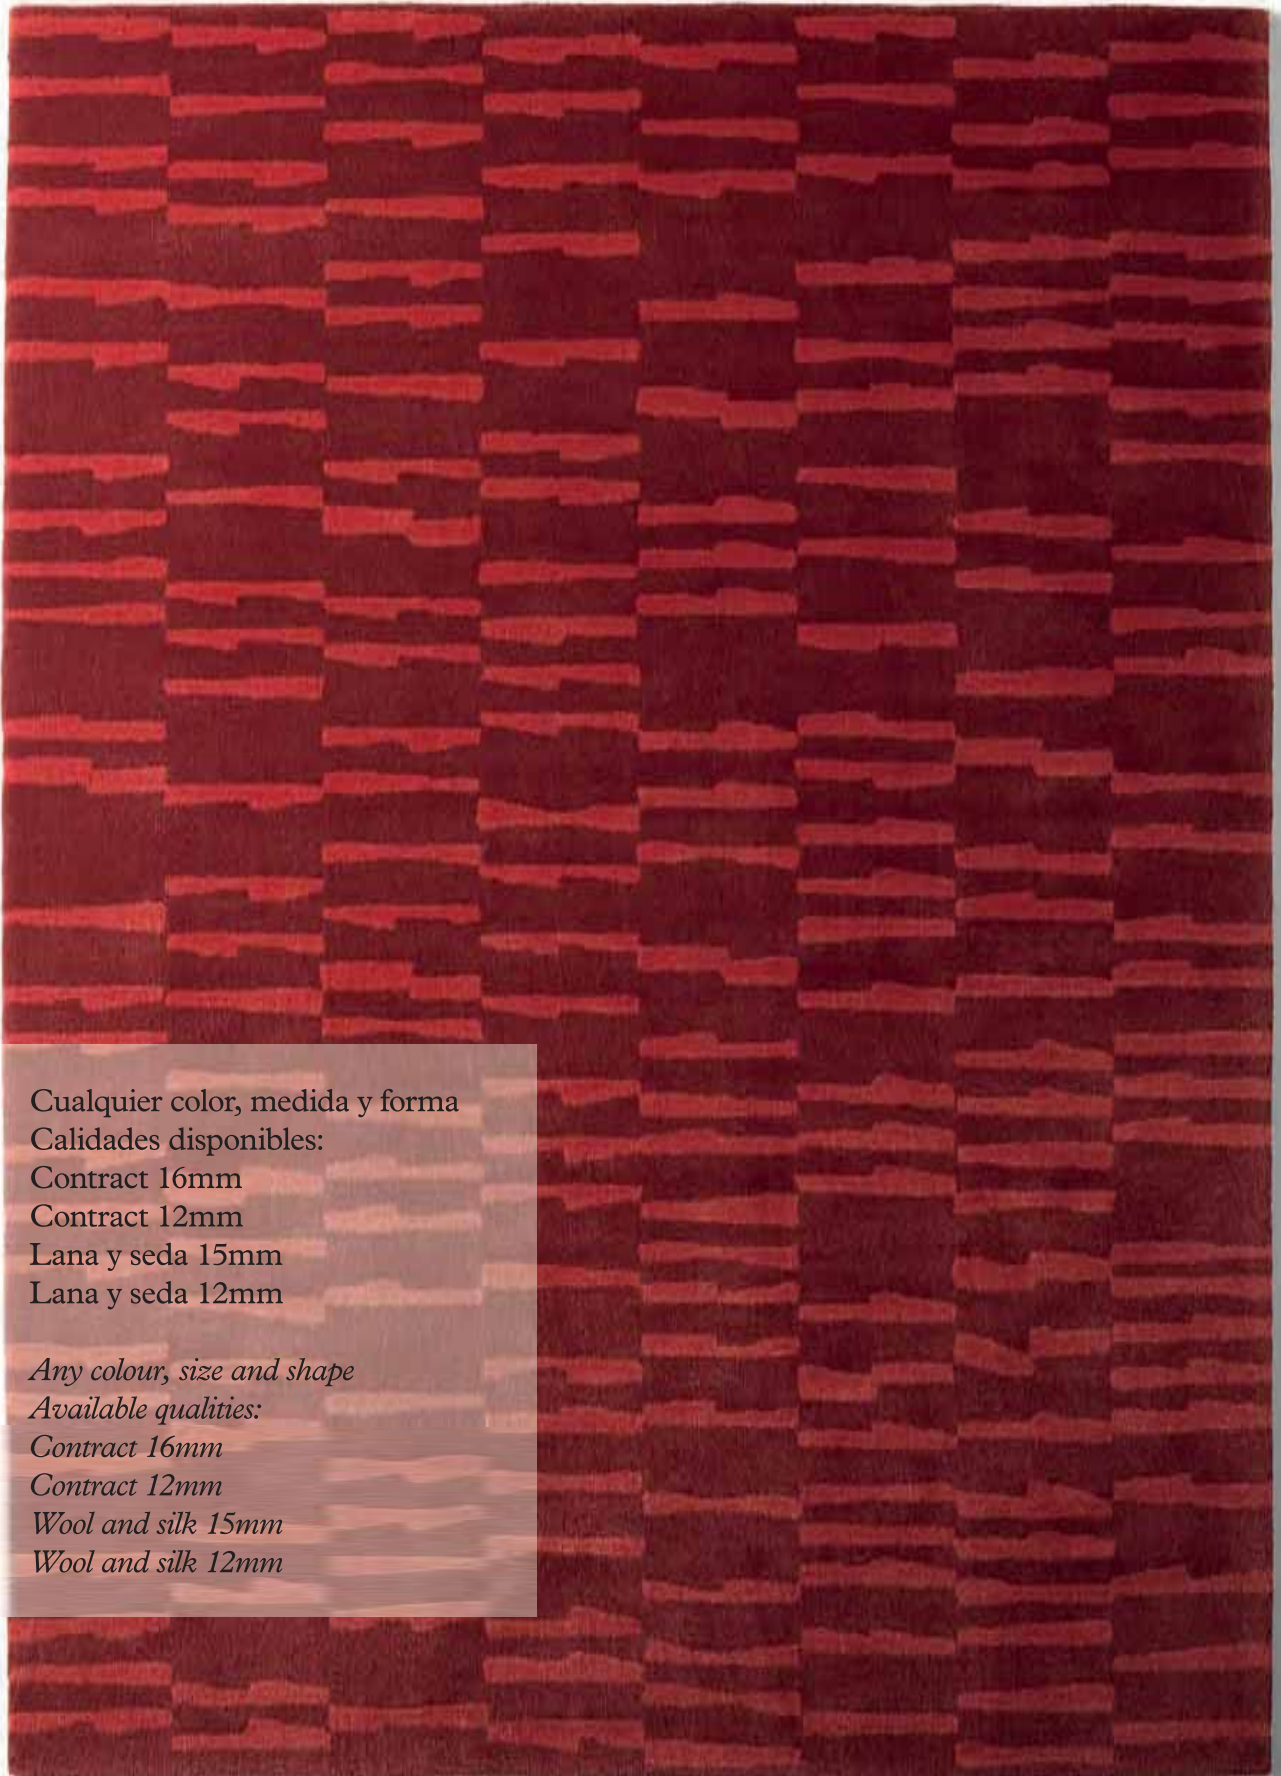 Cualquier color, medida y forma
Calidades disponibles:
Contract 16mm
Contract 12mm
Lana y seda 15mm
Lana y seda 12mm
Any colour, size and shape
Available qualities:
Contract 16mm
Contract 12mm
Wool and silk 15mm
Wool and silk 12mm